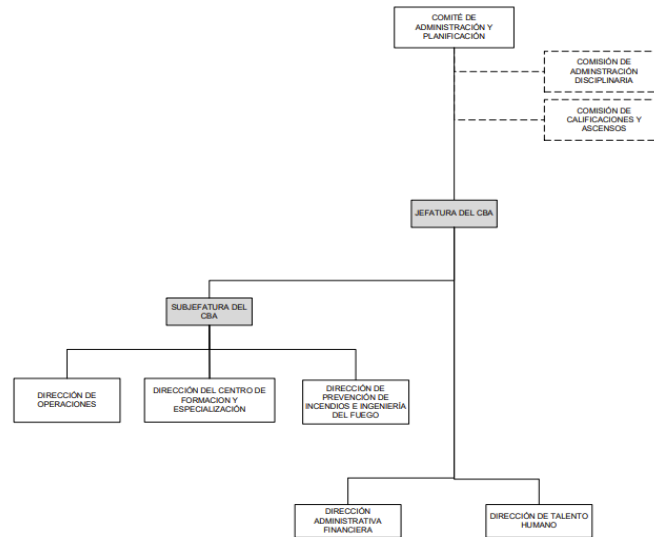 COMITÉ DE
ADMINISTRACIÓN Y
PLANIFICACIÓN
COMISIÓN DE
ADMINSTRACIÓN
DISCIPLINARIA
COMISIÓN DE
CALIFICACIONES Y
ASCENSOS
JEFATURA DEL CBA
SUBJEFATURA DEL
CBA
DIRECCIÓN DE
OPERACIONES
DIRECCIÓN DEL CENTRO DE
FORMACION Y
ESPECIALIZACIÓN
DIRECCIÓN DE
PREVENCIÓN DE
INCENDIOS E INGENIERÍA
DEL FUEGO
DIRECCIÓN
ADMINISTRATIVA
FINANCIERA
DIRECCIÓN DE TALENTO
HUMANO